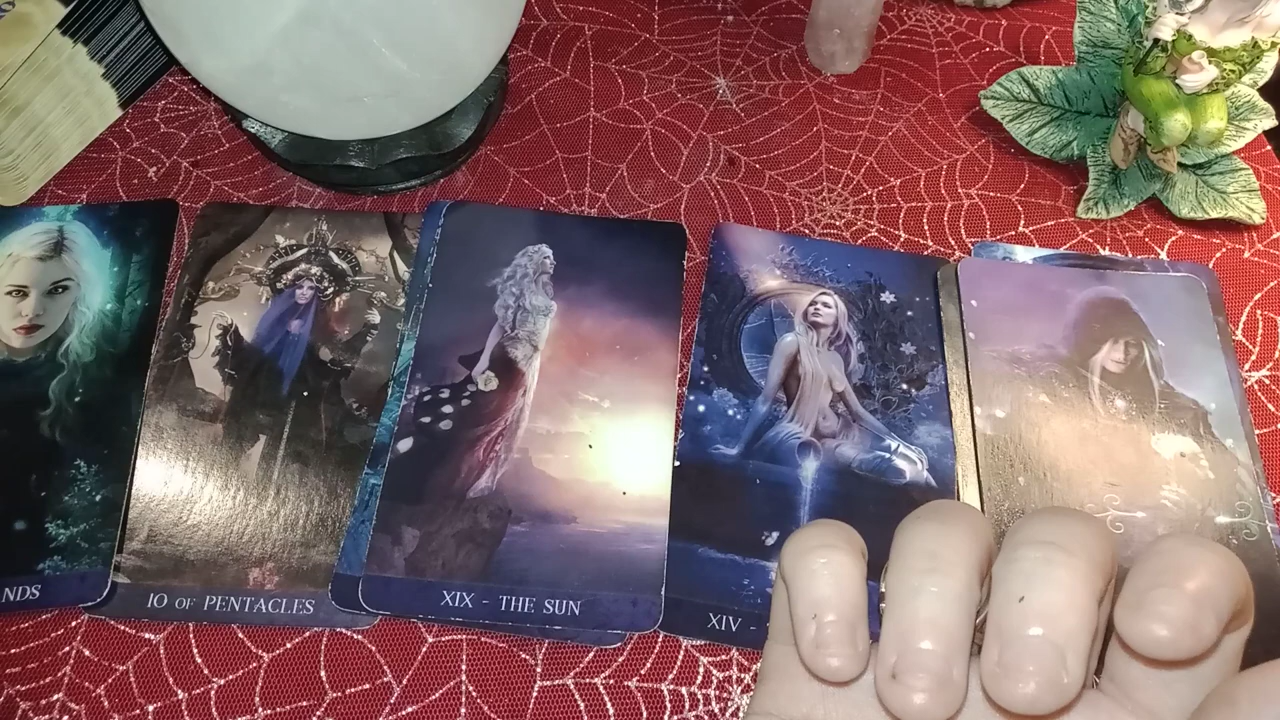 NDS
10 OF PENTACLES
XIX - THE SUN
XIV -